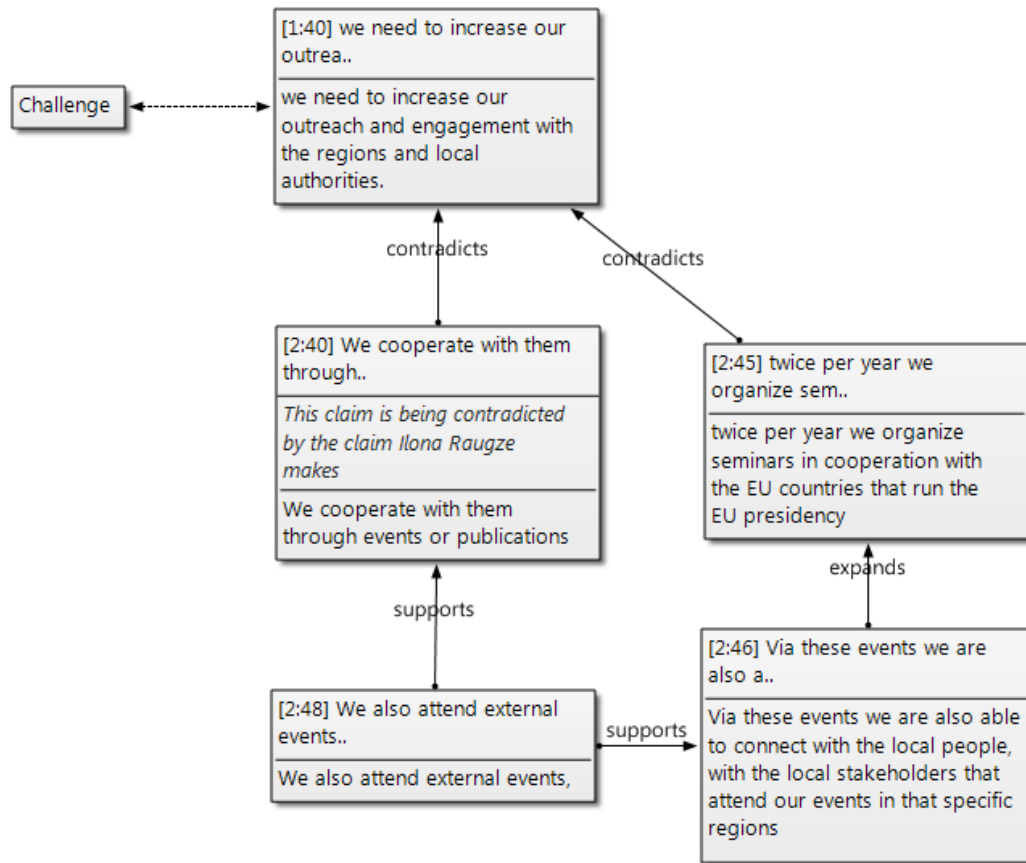 [1:40] we need to increase our
outrea..
we need to increase our
outreach and engagement with
the regions and local
authorities.
Challenge
contradicts
contradicts
[2:40] We cooperate with them
through..
This claim is being contradicted
by the claim Ilona Raugze
makes
We cooperate with them
through events or publications
[2:45] twice per year we
organize sem..
twice per year we organize
seminars in cooperation with
the EU countries that run the
EU presidency
supports
expands
[2:48] We also attend external
events..
We also attend external events,
supports
[2:46] Via these events we are
also a..
Via these events we are also able
to connect with the local people,
with the local stakeholders that
attend our events in that specific
regions